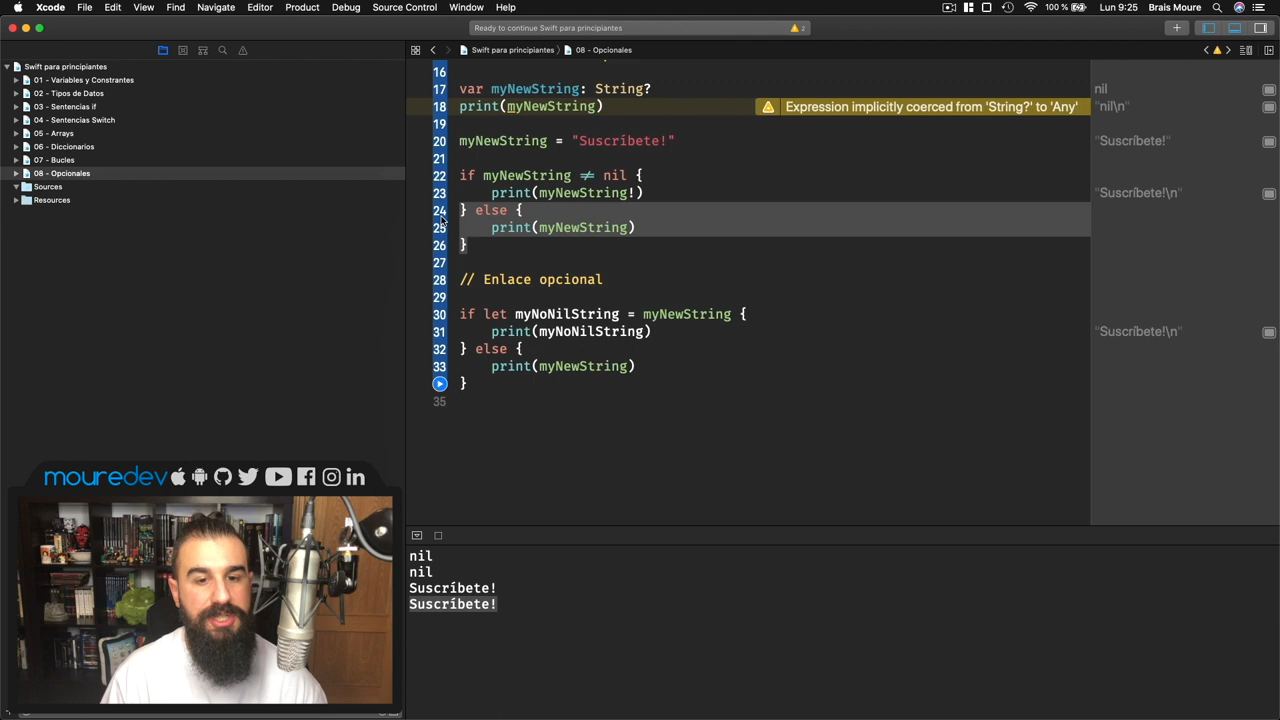 Xcode File Edit View Find Navigate Editor Product Debug Source Control Window Help
100 % Lun 9:25 Brais Moure
Ready to continue Swift para principiantes 2
Swift para principiantes 08 - Opcionales
Swift para principiantes
01 - Variables y Constrantes
02 - Tipos de Datos
03 - Sentencias if
04 - Sentencias Switch
05 - Arrays
06 - Diccionarios
07 - Bucles
08 - Opcionales
Sources
Resources
16
17 var myNewString: String? nil
18 print(myNewString) Expression implicitly coerced from 'String?' to 'Any' "nil\n"
19
20 myNewString = "Suscríbete!" "Suscríbete!"
21
22 if myNewString ≠ nil {
23 print(myNewString!) "Suscríbete!\n"
24 } else {
25 print(myNewString)
26 }
27
28 // Enlace opcional
29
30 if let myNoNilString = myNewString {
31 print(myNoNilString) "Suscríbete!\n"
32 } else {
33 print(myNewString)
}
35
mouredev
nil
nil
Suscríbete!
Suscríbete!